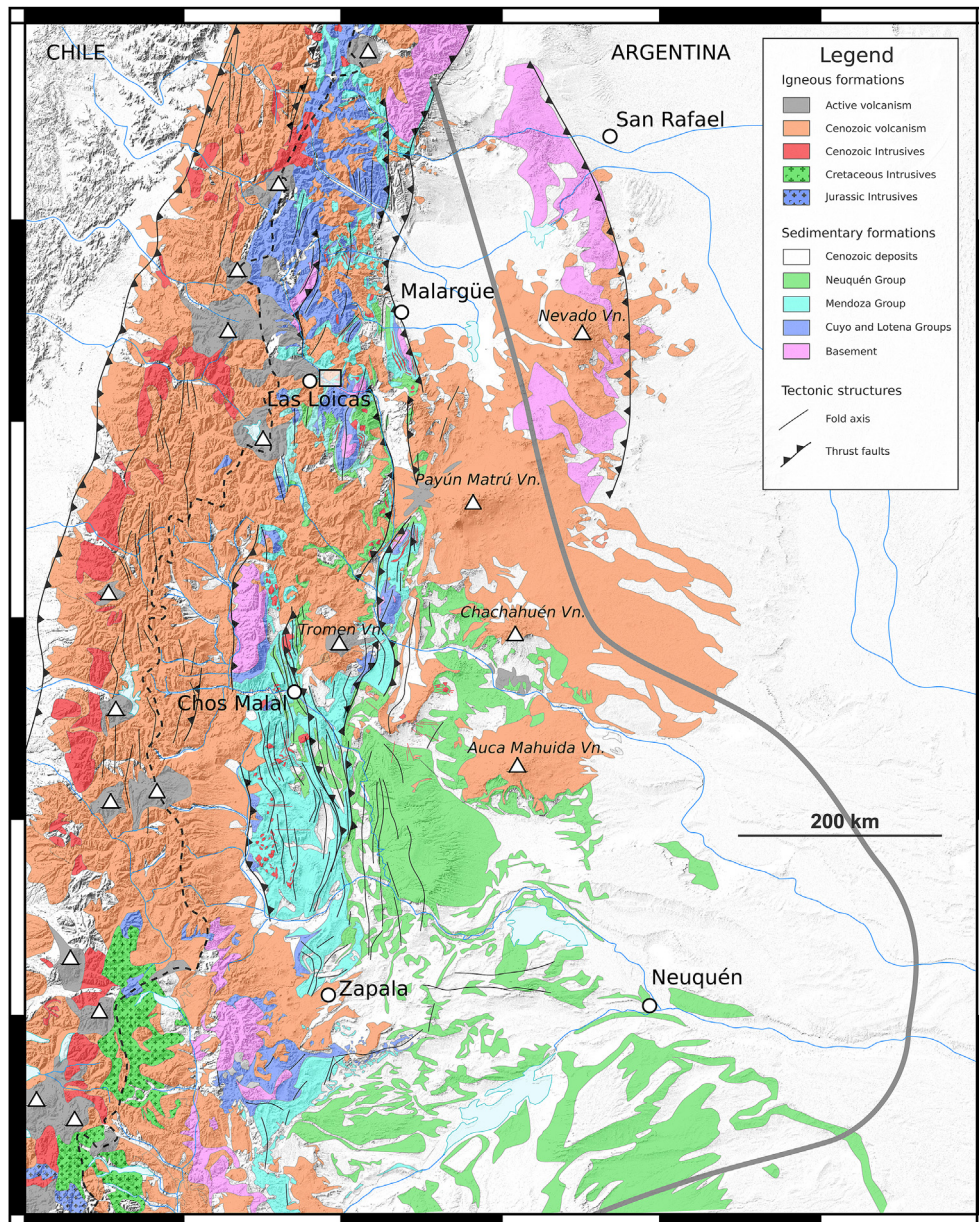 CHILE
ARGENTINA
Legend
Igneous formations
Active volcanism
Cenozoic volcanism
Cenozoic Intrusives
Cretaceous Intrusives
Jurassic Intrusives
Sedimentary formations
Cenozoic deposits
Neuquén Group
Mendoza Group
Cuyo and Lotena Groups
Basement
Tectonic structures
Fold axis
Thrust faults
San Rafael
Malargüe
Nevado Vn.
Las Loicas
Payún Matrú Vn.
Chachahuén Vn.
Tromen Vn.
Chos Malal
Auca Mahuida Vn.
200 km
Neuquén
Zapala